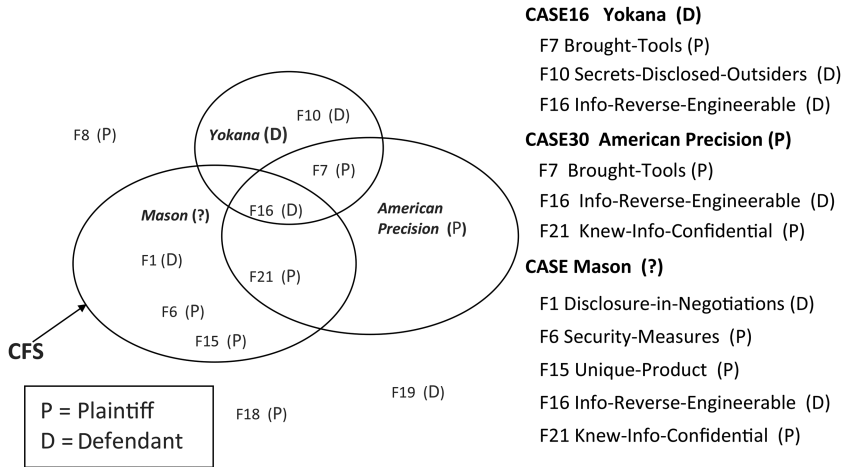 CASE16 Yokana (D)
F7 Brought-Tools (P)
F10 Secrets-Disclosed-Outsiders (D)
F16 Info-Reverse-Engineerable (D)
CASE30 American Precision (P)
F7 Brought-Tools (P)
F16 Info-Reverse-Engineerable (D)
F21 Knew-Info-Confidential (P)
CASE Mason (?)
F1 Disclosure-in-Negotiations (D)
F6 Security-Measures (P)
F15 Unique-Product (P)
F16 Info-Reverse-Engineerable (D)
F21 Knew-Info-Confidential (P)
F8 (P)
Yokana (D)
F10 (D)
F7 (P)
Mason (?)
F16 (D)
American
Precision (P)
F1 (D)
F21 (P)
F6 (P)
F15 (P)
CFS
F19 (D)
F18 (P)
P = Plaintiff
D = Defendant